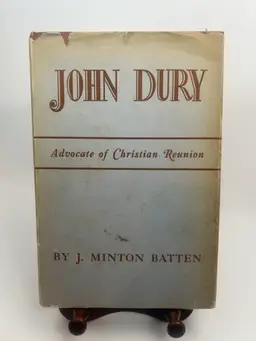 JOHN DURY
Advocate of Christian Reunion
BY J. MINTON BATTEN